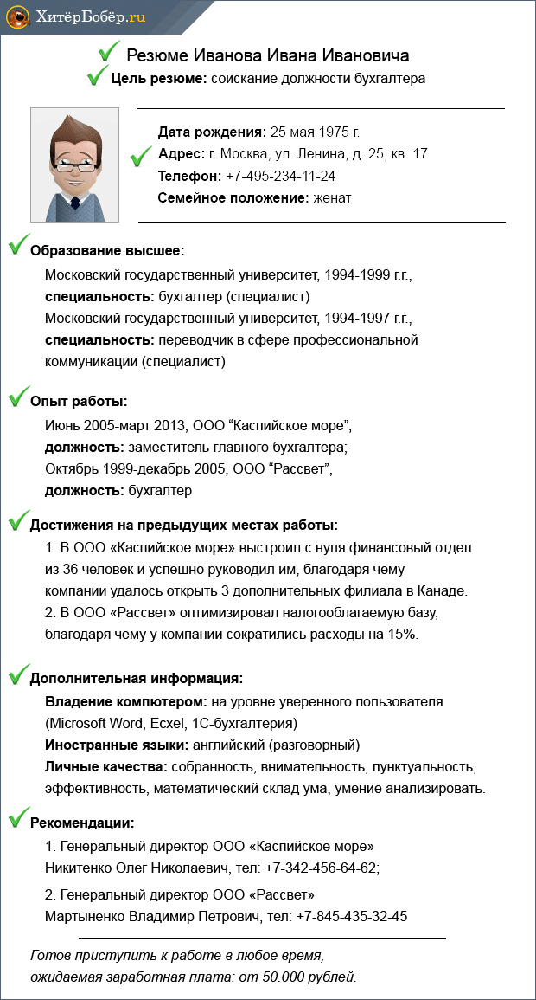 ХитёрБобёр.ru
Резюме Иванова Ивана Ивановича
Цель резюме: соискание должности бухгалтера
Дата рождения: 25 мая 1975 г.
Адрес: г. Москва, ул. Ленина, д. 25, кв. 17
Телефон: +7-495-234-11-24
Семейное положение: женат
Образование высшее:
Московский государственный университет, 1994-1999 г.г.,
специальность: бухгалтер (специалист)
Московский государственный университет, 1994-1997 г.г.,
специальность: переводчик в сфере профессиональной
коммуникации (специалист)
Опыт работы:
Июнь 2005-март 2013, ООО “Каспийское море”,
должность: заместитель главного бухгалтера;
Октябрь 1999-декабрь 2005, ООО “Рассвет”,
должность: бухгалтер
Достижения на предыдущих местах работы:
1. В ООО «Каспийское море» выстроил с нуля финансовый отдел
из 36 человек и успешно руководил им, благодаря чему
компании удалось открыть 3 дополнительных филиала в Канаде.
2. В ООО «Рассвет» оптимизировал налогооблагаемую базу,
благодаря чему у компании сократились расходы на 15%.
Дополнительная информация:
Владение компютером: на уровне уверенного пользователя
(Microsoft Word, Ecxel, 1С-бухгалтерия)
Иностранные языки: английский (разговорный)
Личные качества: собранность, внимательность, пунктуальность,
эффективность, математический склад ума, умение анализировать.
Рекомендации:
1. Генеральный директор ООО «Каспийское море»
Никитенко Олег Николаевич, тел: +7-342-456-64-62;
2. Генеральный директор ООО «Рассвет»
Мартыненко Владимир Петрович, тел: +7-845-435-32-45
Готов приступить к работе в любое время,
ожидаемая заработная плата: от 50.000 рублей.